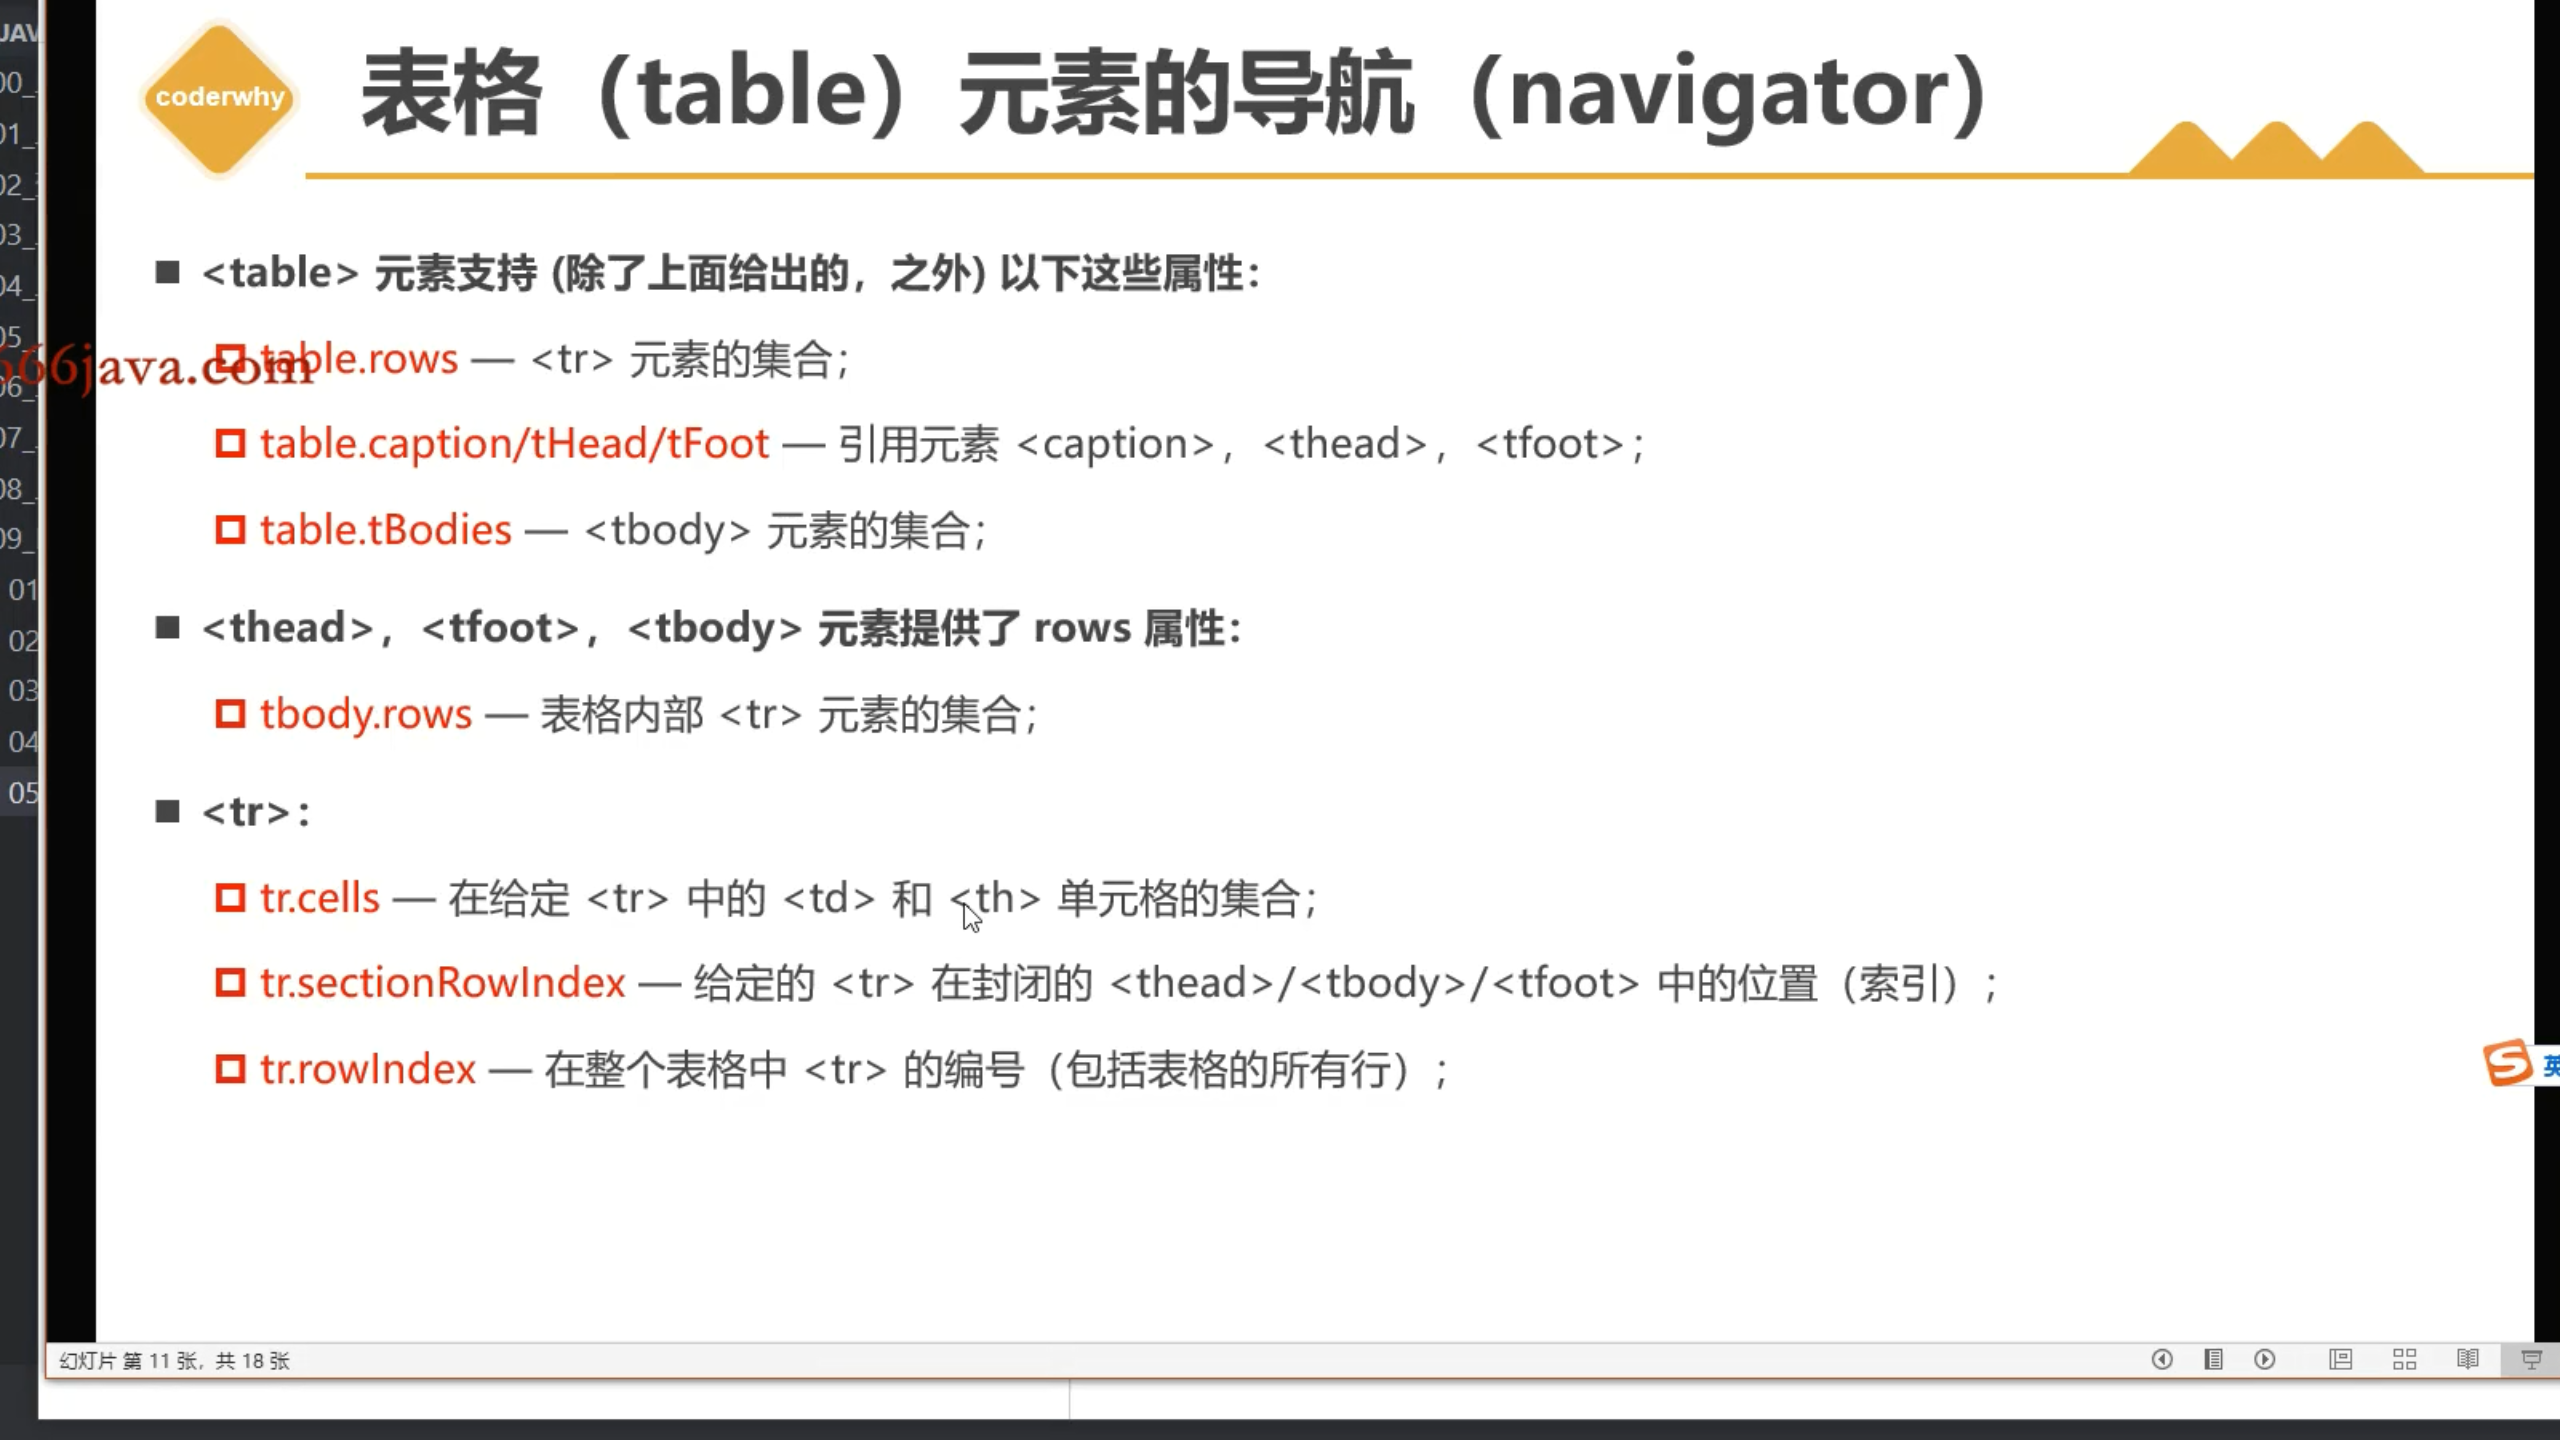 coderwhy
表格（table）元素的导航（navigator）
<table> 元素支持 (除了上面给出的，之外) 以下这些属性：
table.rows — <tr> 元素的集合；
666java.com
table.caption/tHead/tFoot — 引用元素 <caption>，<thead>，<tfoot>；
table.tBodies — <tbody> 元素的集合；
<thead>，<tfoot>，<tbody> 元素提供了 rows 属性：
tbody.rows — 表格内部 <tr> 元素的集合；
<tr>：
tr.cells — 在给定 <tr> 中的 <td> 和 <th> 单元格的集合；
tr.sectionRowIndex — 给定的 <tr> 在封闭的 <thead>/<tbody>/<tfoot> 中的位置（索引）；
tr.rowIndex — 在整个表格中 <tr> 的编号（包括表格的所有行）；
英
幻灯片 第 11 张，共 18 张
JAV
00_
01_
02_
03_
04_
05_
06_
07_
08_
09_
01
02
03
04
05